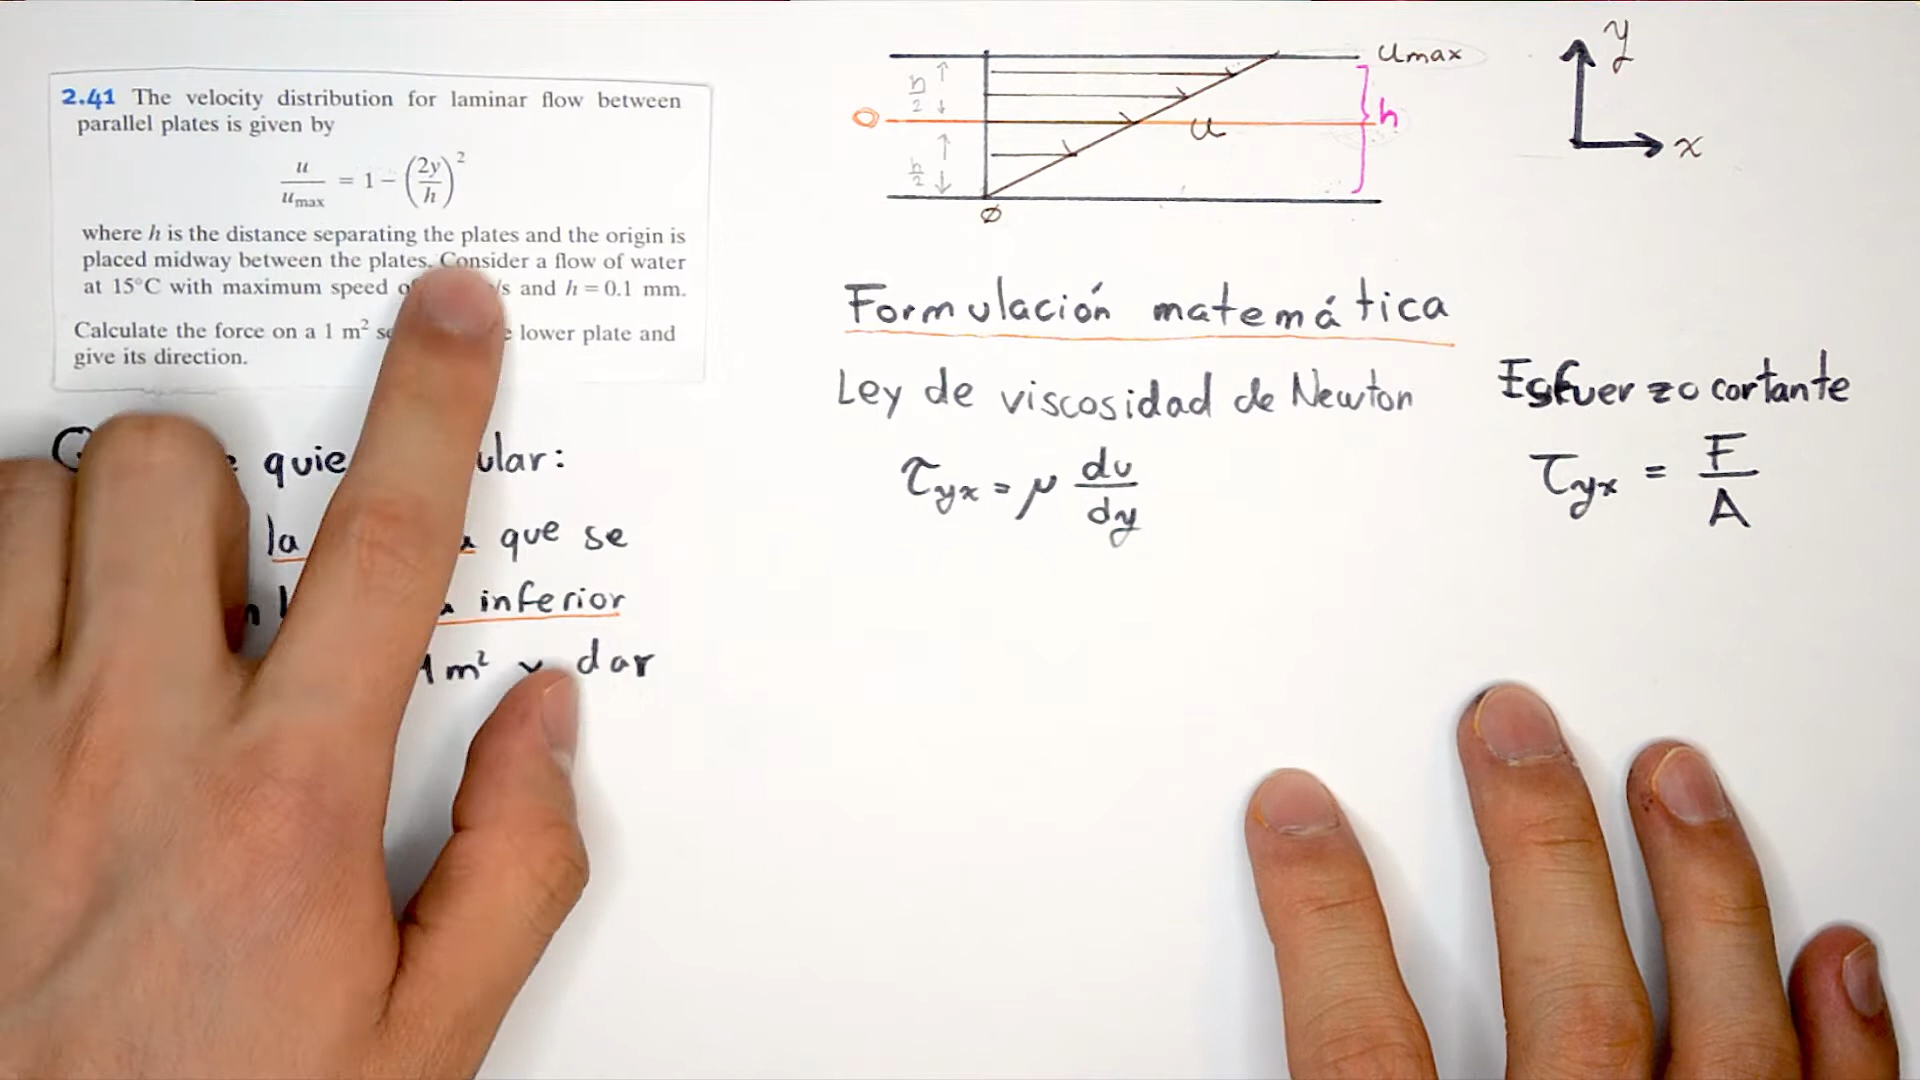 2.41 The velocity distribution for laminar flow between
parallel plates is given by
u/umax = 1 − (2y/h)²
where h is the distance separating the plates and the origin is
placed midway between the plates. Consider a flow of water
at 15°C with maximum speed /s and h = 0.1 mm.
Calculate the force on a 1 m² lower plate and
give its direction.
la que se
inferior
1 m² y dar
umax
h/2
O
h
u
h/2
ø
y
x
Formulación matemática
Ley de viscosidad de Newton
τyx = μ du/dy
Esfuerzo cortante
τyx = F/A